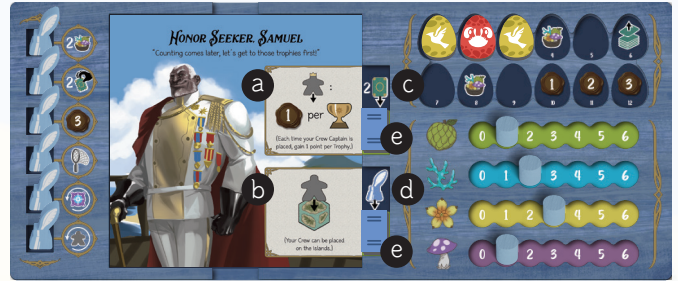 HONOR SEEKER, SAMUEL
"Counting comes later, let's get to those trophies first!"
2
2
3
a
:
1 per
(Each time your Crew Captain is
placed, gain 1 point per Trophy.)
2
c
e
b
(Your Crew can be placed
on the Islands.)
d
e
4 5 6
7 8 9 10 11 12
1 2 3
0 2 3 4 5 6
0 1 3 4 5 6
0 1 2 4 5 6
0 2 3 4 5 6